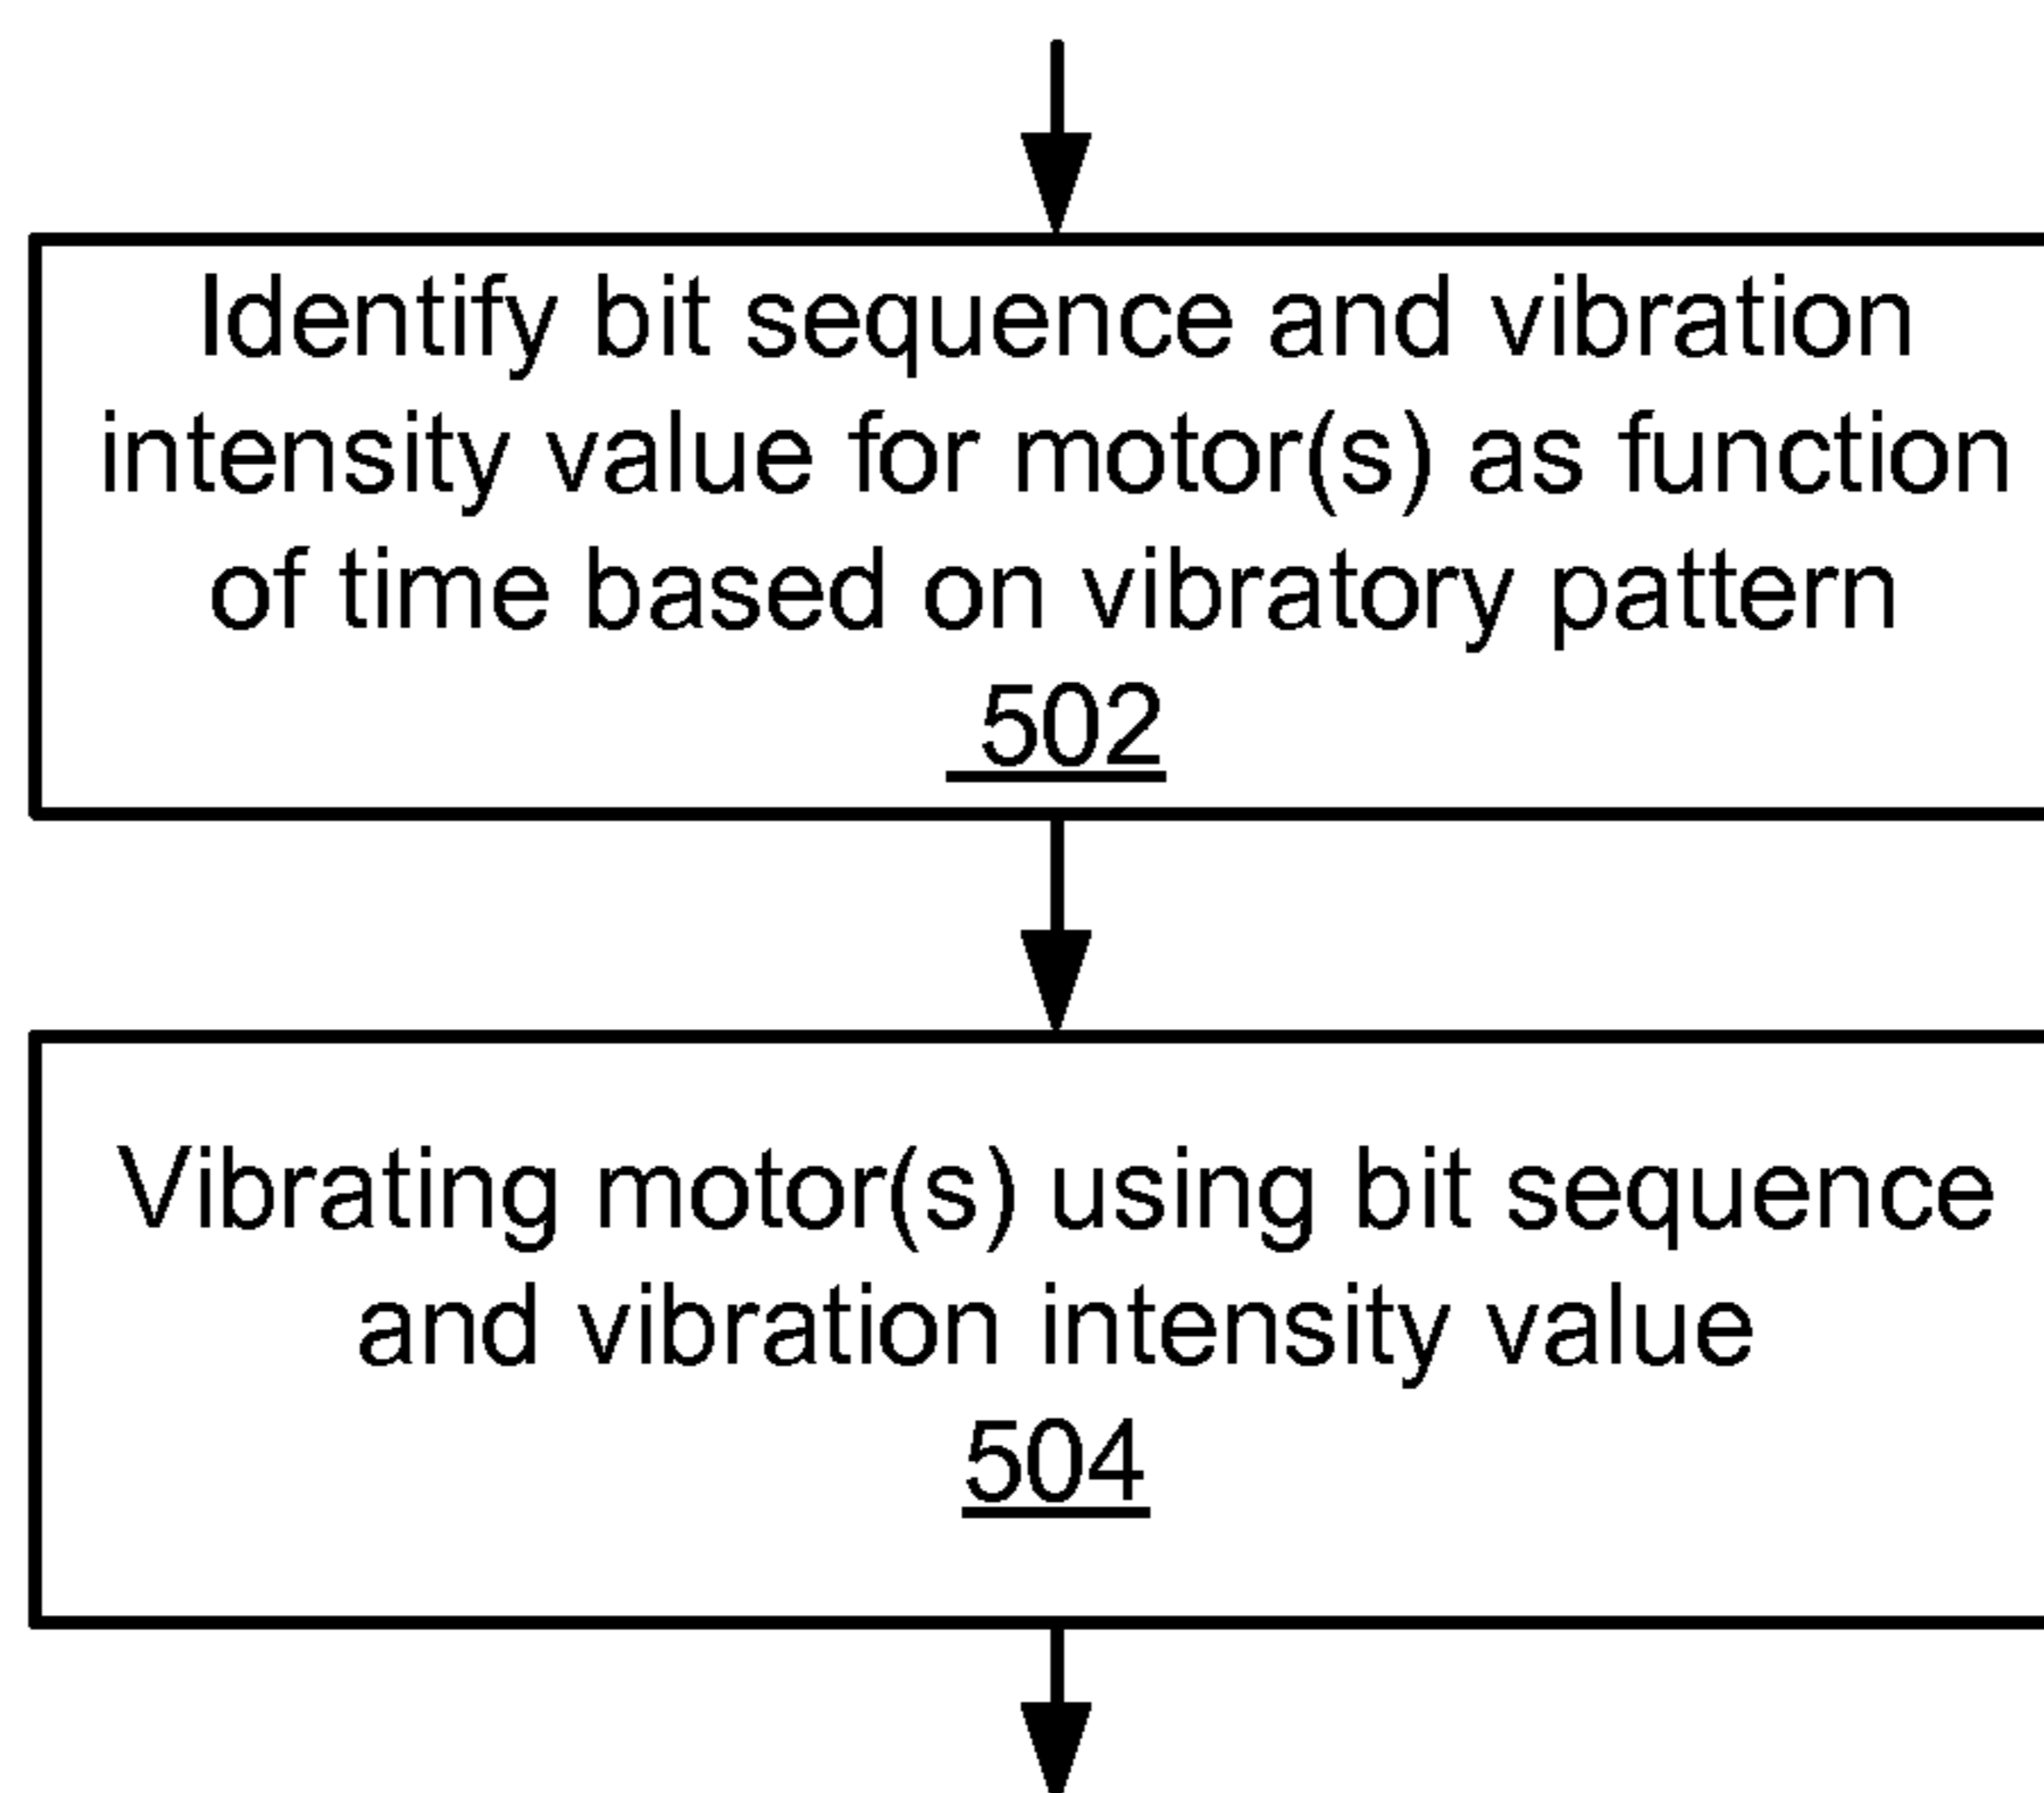 Identify bit sequence and vibration
intensity value for motor(s) as function
of time based on vibratory pattern
502
Vibrating motor(s) using bit sequence
and vibration intensity value
504